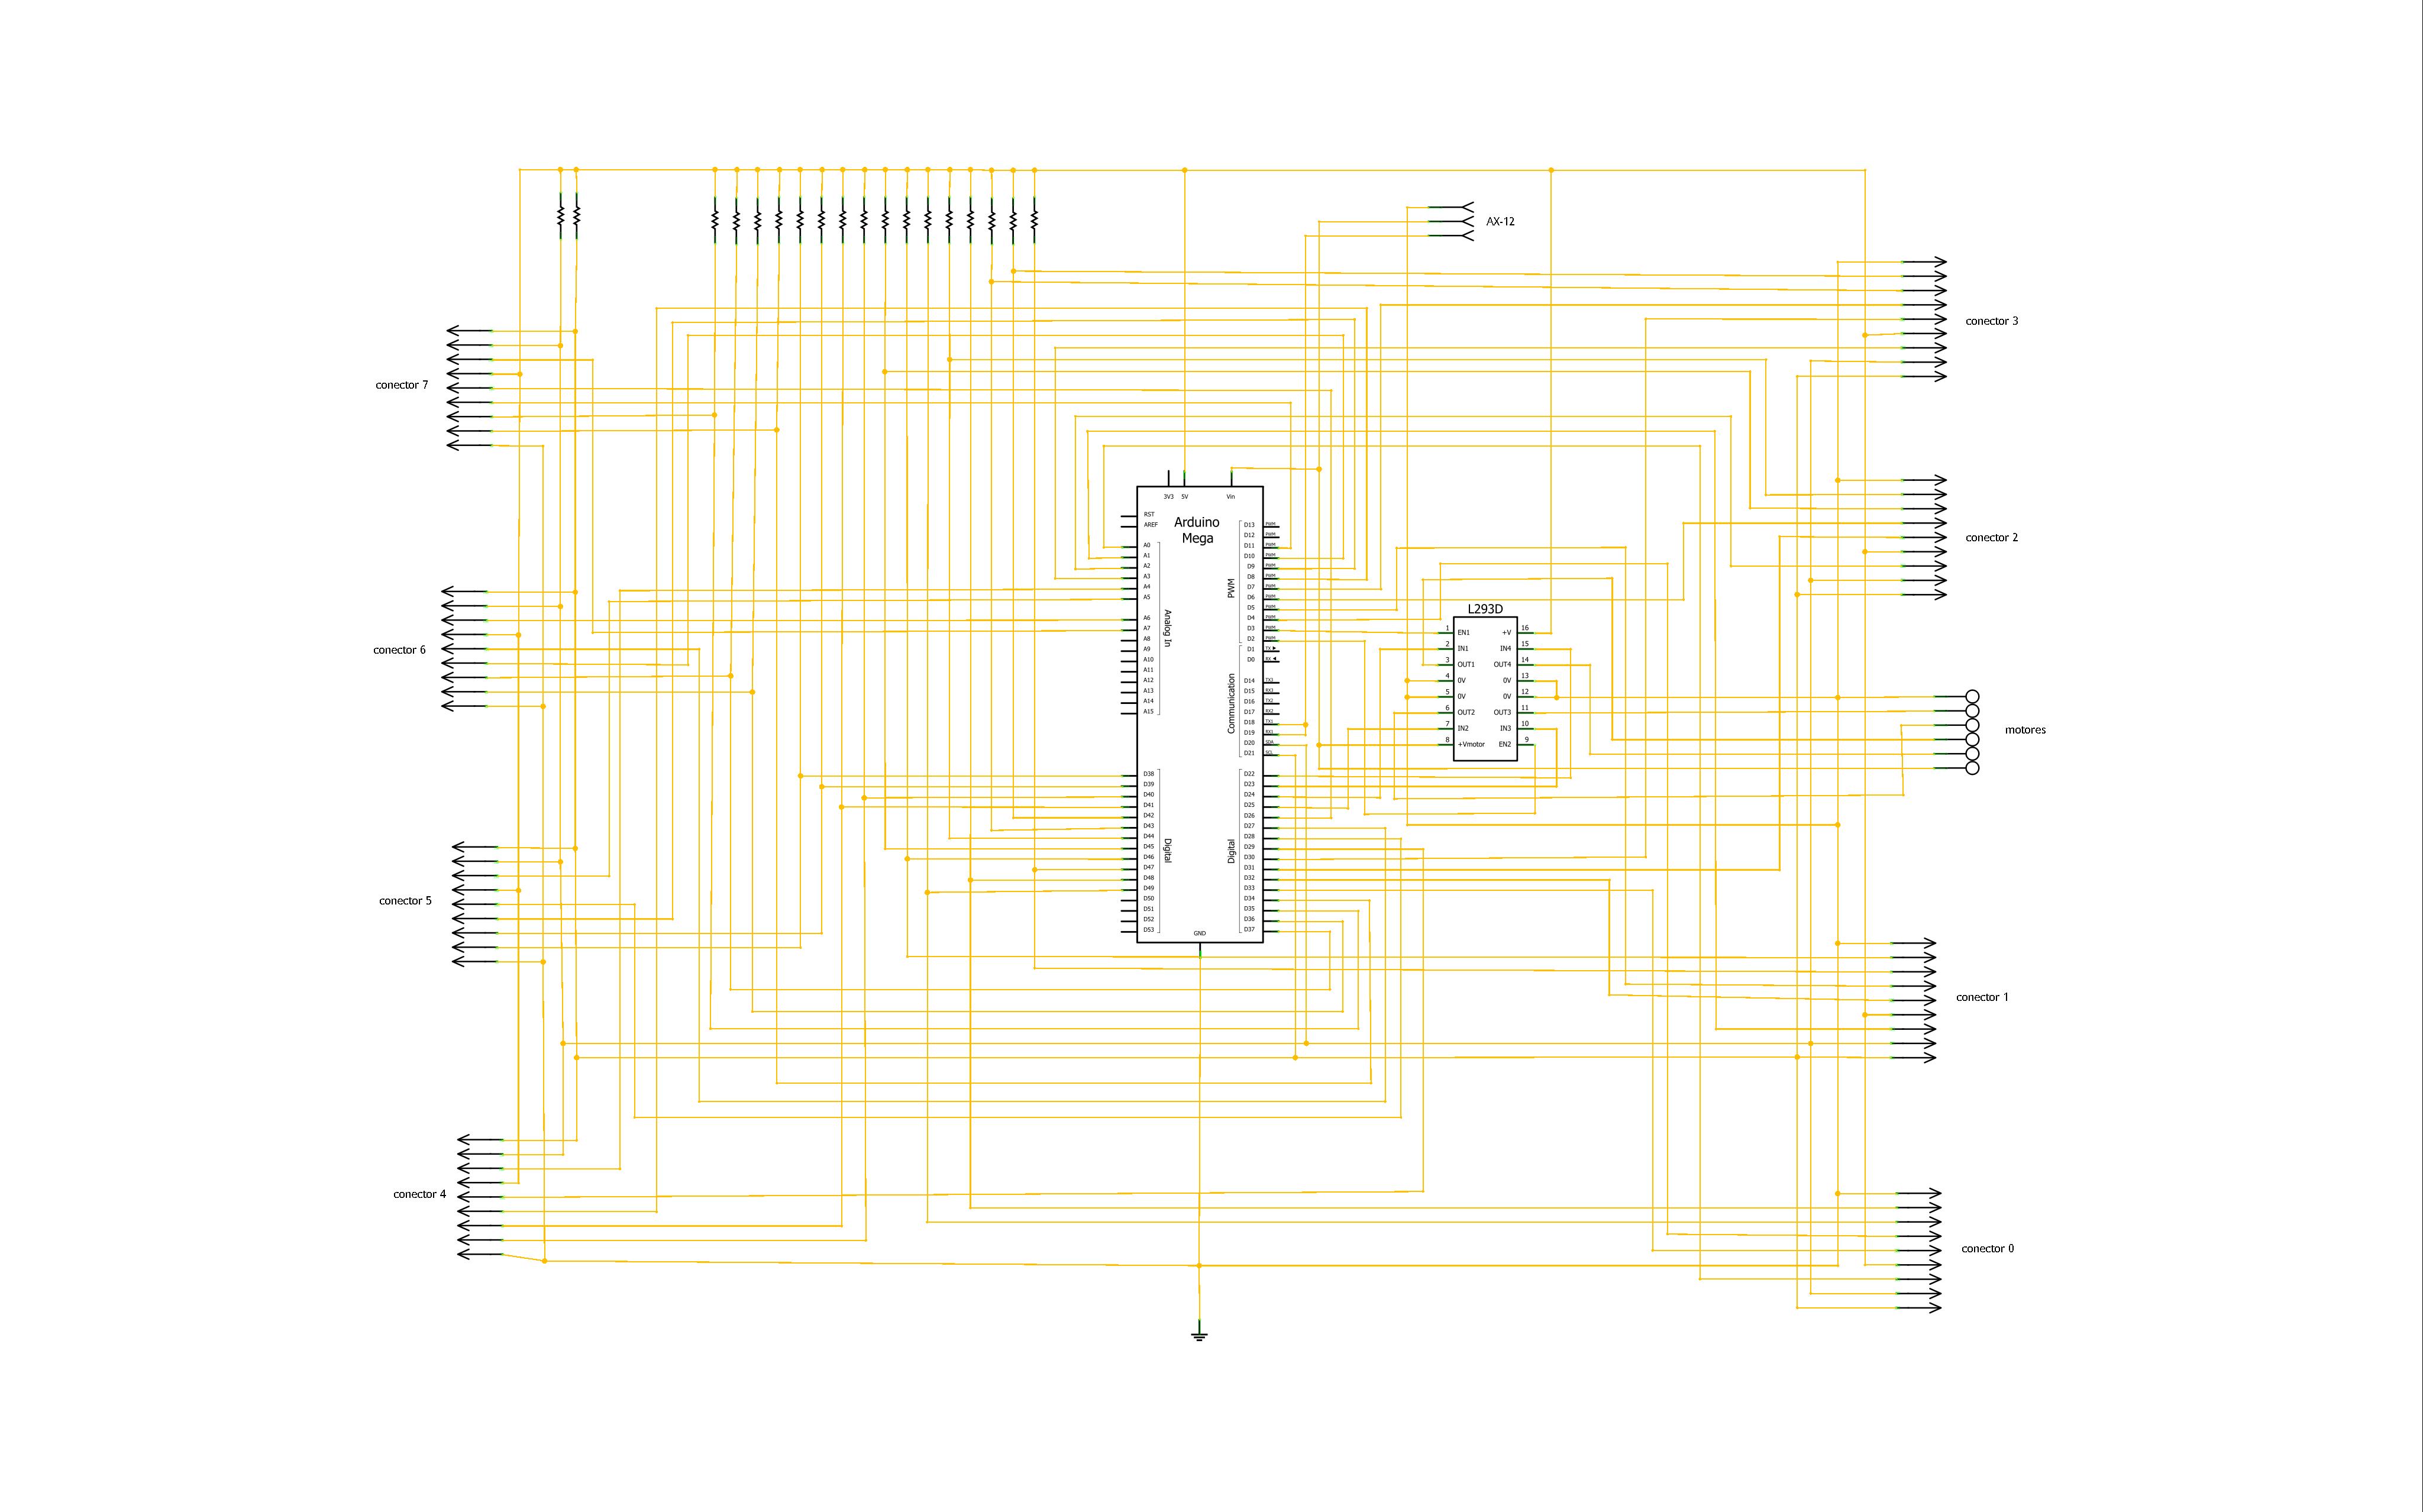 AX-12
conector 3
conector 7
3V3 5V Vin
RST
AREF
Arduino
Mega
A0
A1
A2
A3
A4
A5
A6
A7
A8
A9
A10
A11
A12
A13
A14
A15
Analog In
D38
D39
D40
D41
D42
D43
D44
D45
D46
D47
D48
D49
D50
D51
D52
D53
Digital
GND
PWM
D13 PWM
D12 PWM
D11 PWM
D10 PWM
D9 PWM
D8 PWM
D7 PWM
D6 PWM
D5 PWM
D4 PWM
D3 PWM
D2 PWM
Communication
D1 TX
D0 RX
D14 TX3
D15 RX3
D16 TX2
D17 RX2
D18 TX1
D19 RX1
D20 SDA
D21 SCL
Digital
D22
D23
D24
D25
D26
D27
D28
D29
D30
D31
D32
D33
D34
D35
D36
D37
conector 2
L293D
1 EN1 +V 16
2 IN1 IN4 15
3 OUT1 OUT4 14
4 0V 0V 13
5 0V 0V 12
6 OUT2 OUT3 11
7 IN2 IN3 10
8 +Vmotor EN2 9
conector 6
motores
conector 5
conector 1
conector 4
conector 0